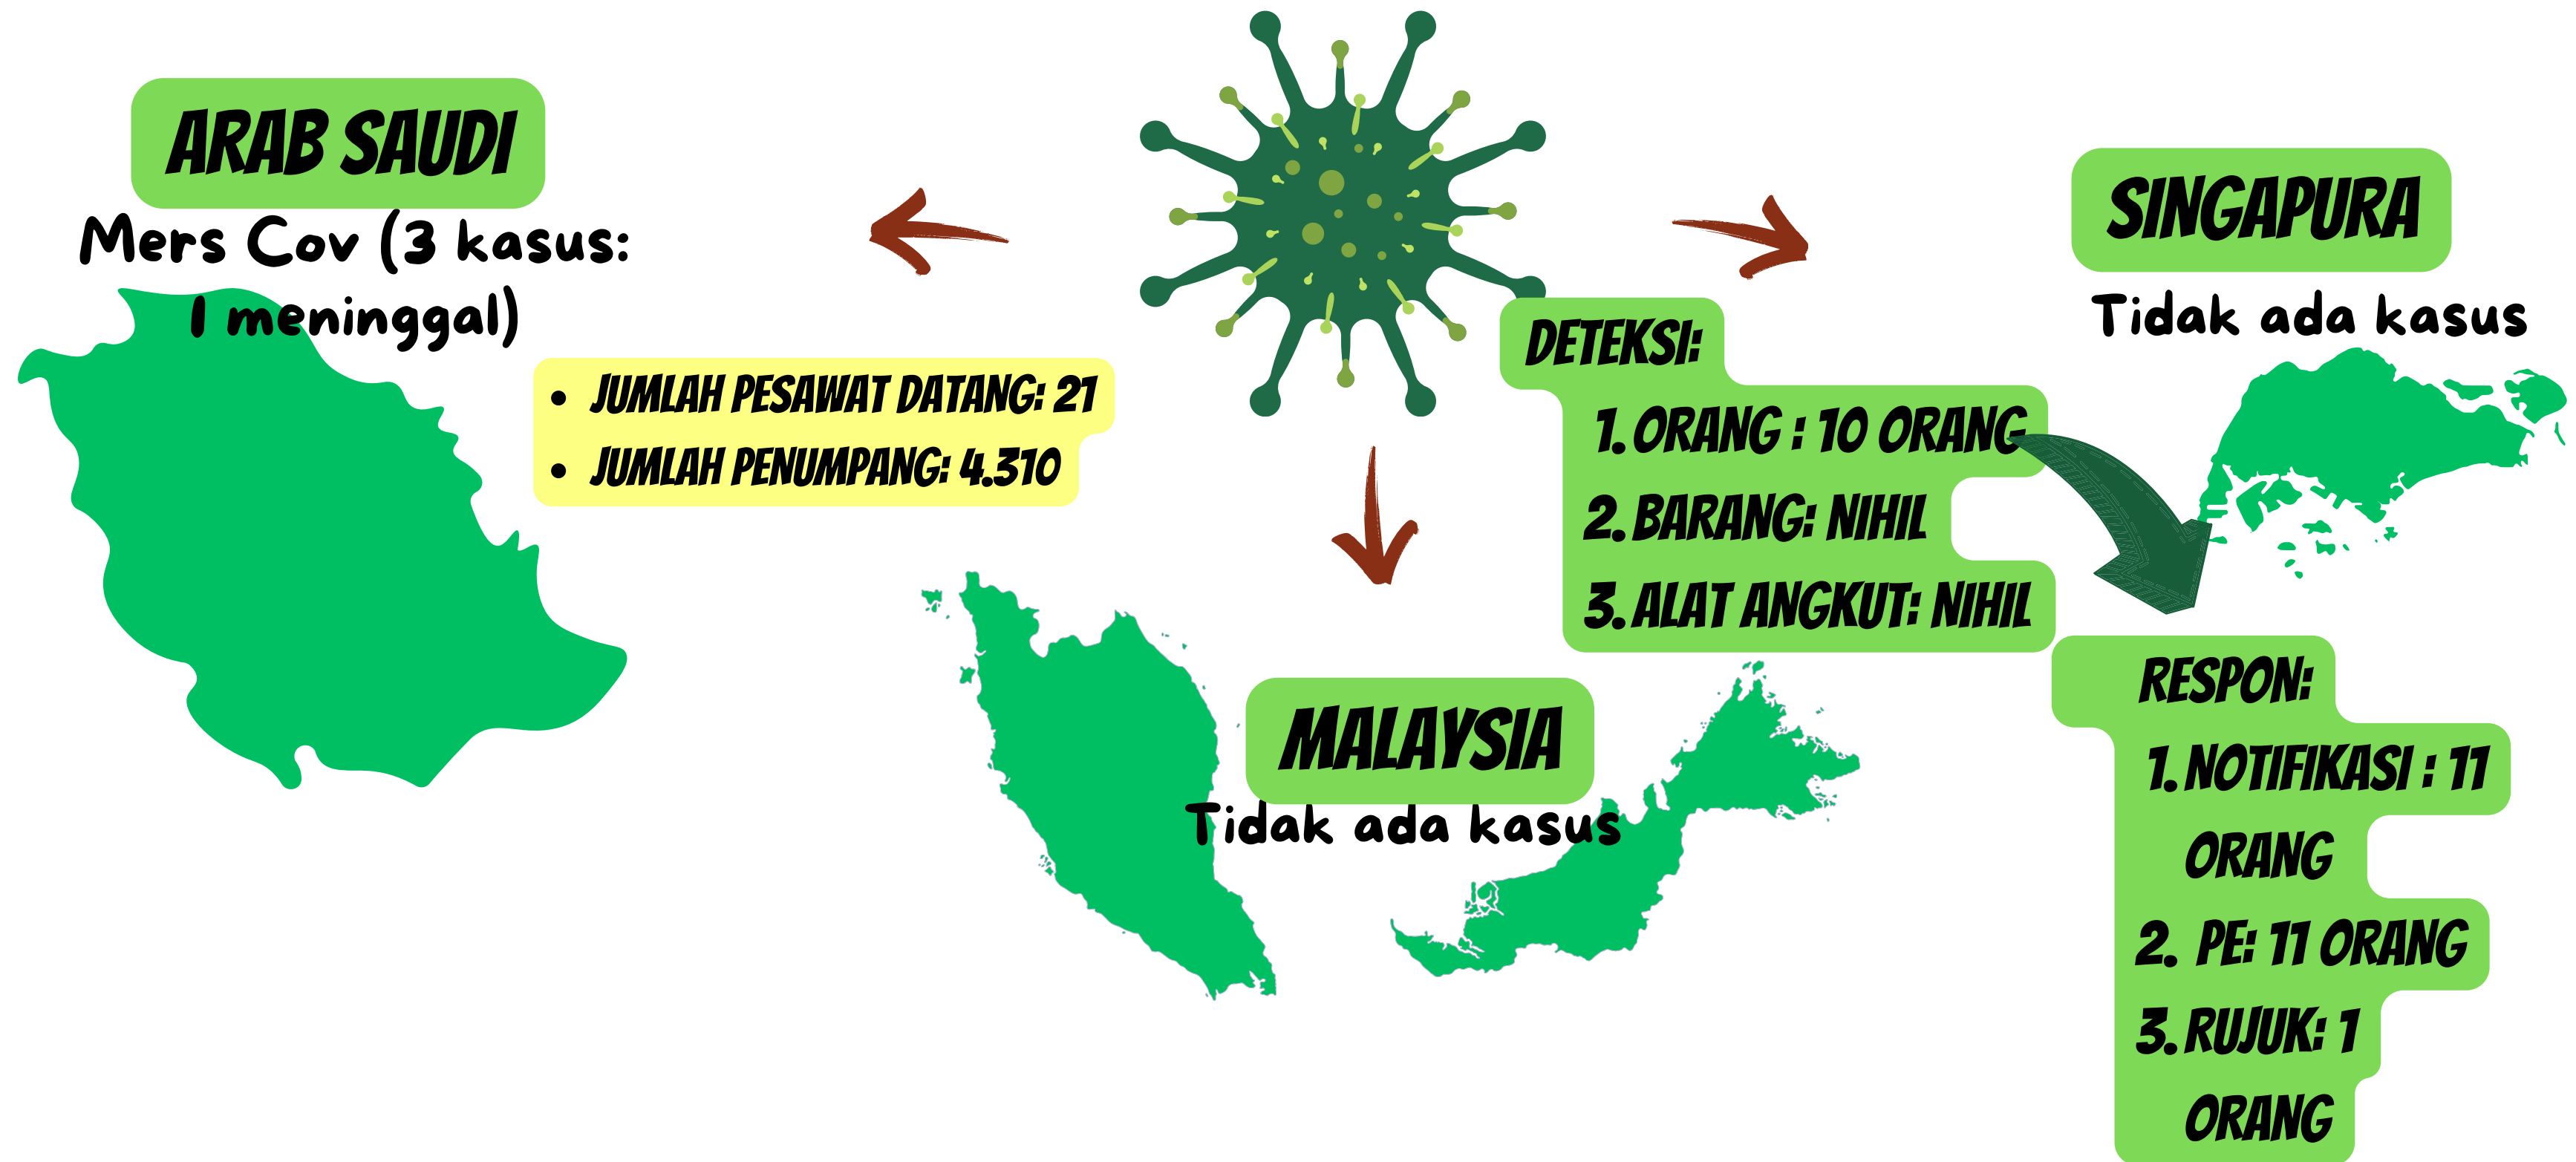 ARAB SAUDI
Mers Cov (3 kasus:
1 meninggal)
• JUMLAH PESAWAT DATANG: 21
• JUMLAH PENUMPANG: 4.310
SINGAPURA
Tidak ada kasus
DETEKSI:
1. ORANG : 10 ORANG
2. BARANG: NIHIL
3. ALAT ANGKUT: NIHIL
MALAYSIA
Tidak ada kasus
RESPON:
1. NOTIFIKASI : 11
ORANG
2. PE: 11 ORANG
3. RUJUK: 1
ORANG